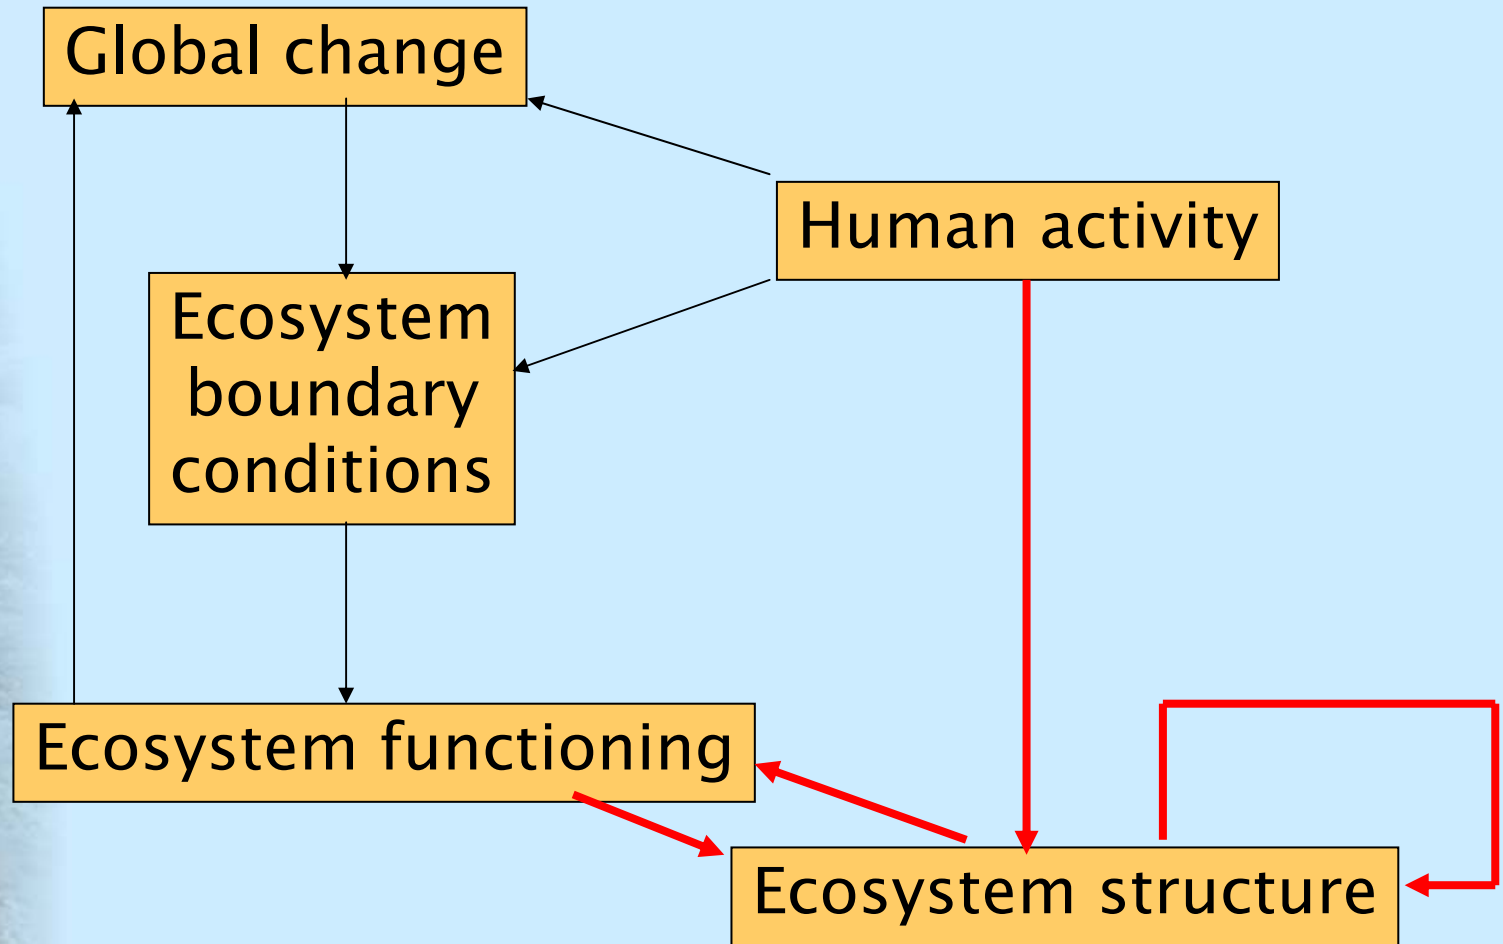 Global change
Human activity
Ecosystem
boundary
conditions
Ecosystem functioning
Ecosystem structure